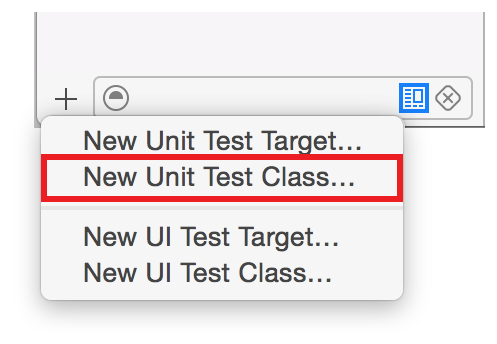 New Unit Test Target...
New Unit Test Class...
New UI Test Target...
New UI Test Class...